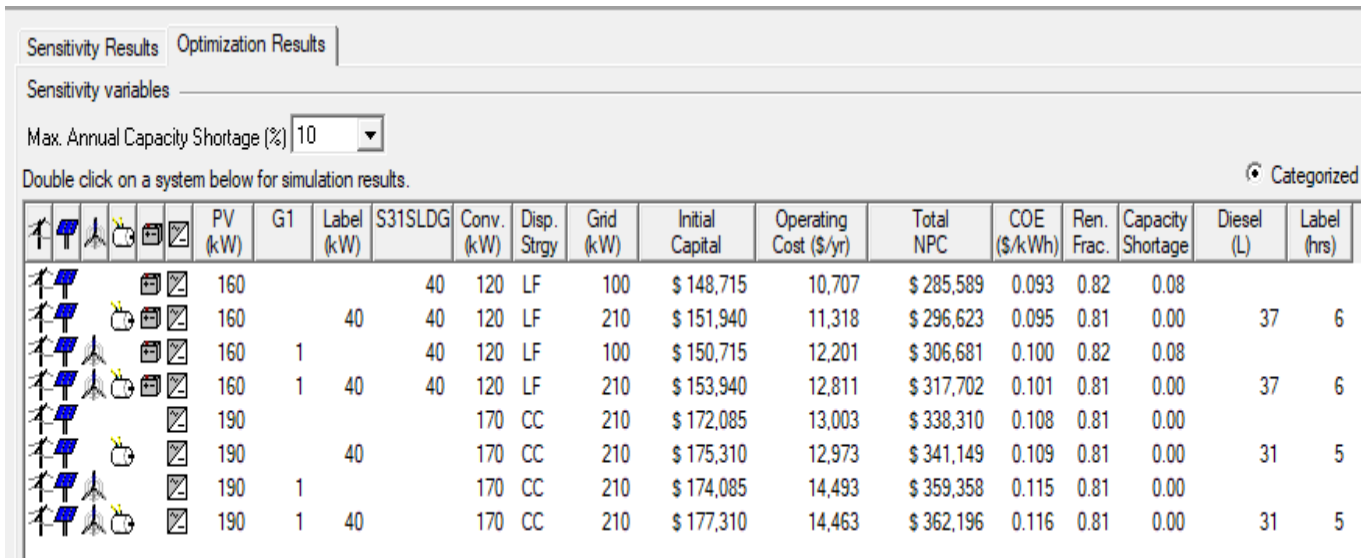 Sensitivity Results Optimization Results
Sensitivity variables
Max. Annual Capacity Shortage (%) 10
Double click on a system below for simulation results. Categorized
PV (kW) G1 Label (kW) S31SLDG Conv. (kW) Disp. Strgy Grid (kW) Initial Capital Operating Cost ($/yr) Total NPC COE ($/kWh) Ren. Frac. Capacity Shortage Diesel (L) Label (hrs)
160 40 120 LF 100 $ 148,715 10,707 $ 285,589 0.093 0.82 0.08
160 40 40 120 LF 210 $ 151,940 11,318 $ 296,623 0.095 0.81 0.00 37 6
160 1 40 120 LF 100 $ 150,715 12,201 $ 306,681 0.100 0.82 0.08
160 1 40 40 120 LF 210 $ 153,940 12,811 $ 317,702 0.101 0.81 0.00 37 6
190 170 CC 210 $ 172,085 13,003 $ 338,310 0.108 0.81 0.00
190 40 170 CC 210 $ 175,310 12,973 $ 341,149 0.109 0.81 0.00 31 5
190 1 170 CC 210 $ 174,085 14,493 $ 359,358 0.115 0.81 0.00
190 1 40 170 CC 210 $ 177,310 14,463 $ 362,196 0.116 0.81 0.00 31 5